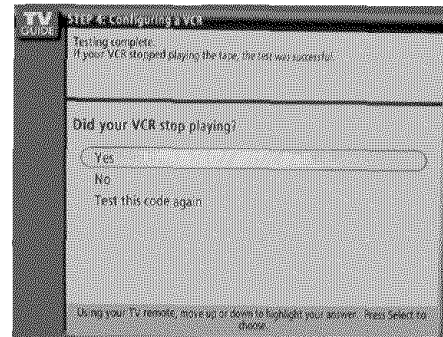 TV
GUIDE
STEP 4: Configuring a VCR
Testing complete.
If your VCR stopped playing the tape, the test was successful.
Did your VCR stop playing?
Yes
No
Test this code again
Using your TV remote, move up or down to highlight your answer. Press Select to
choose.